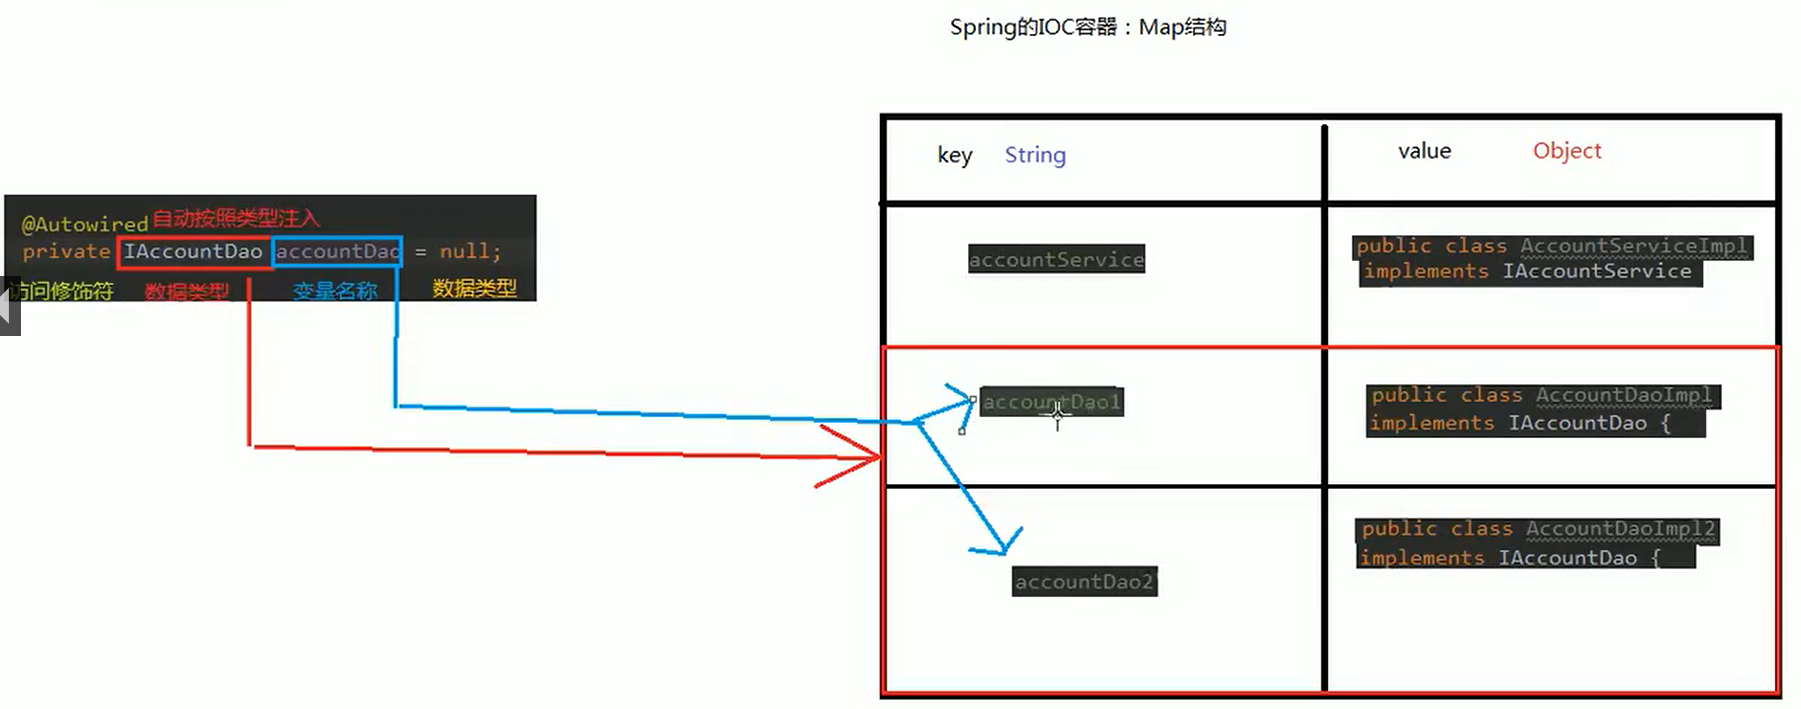 Spring的IOC容器：Map结构
key String value Object
@Autowired 自动按照类型注入
private IAccountDao accountDao = null;
访问修饰符 数据类型 变量名称 数据类型
accountService
public class AccountServiceImpl
implements IAccountService
accountDao1
public class AccountDaoImpl
implements IAccountDao {
accountDao2
public class AccountDaoImpl2
implements IAccountDao {